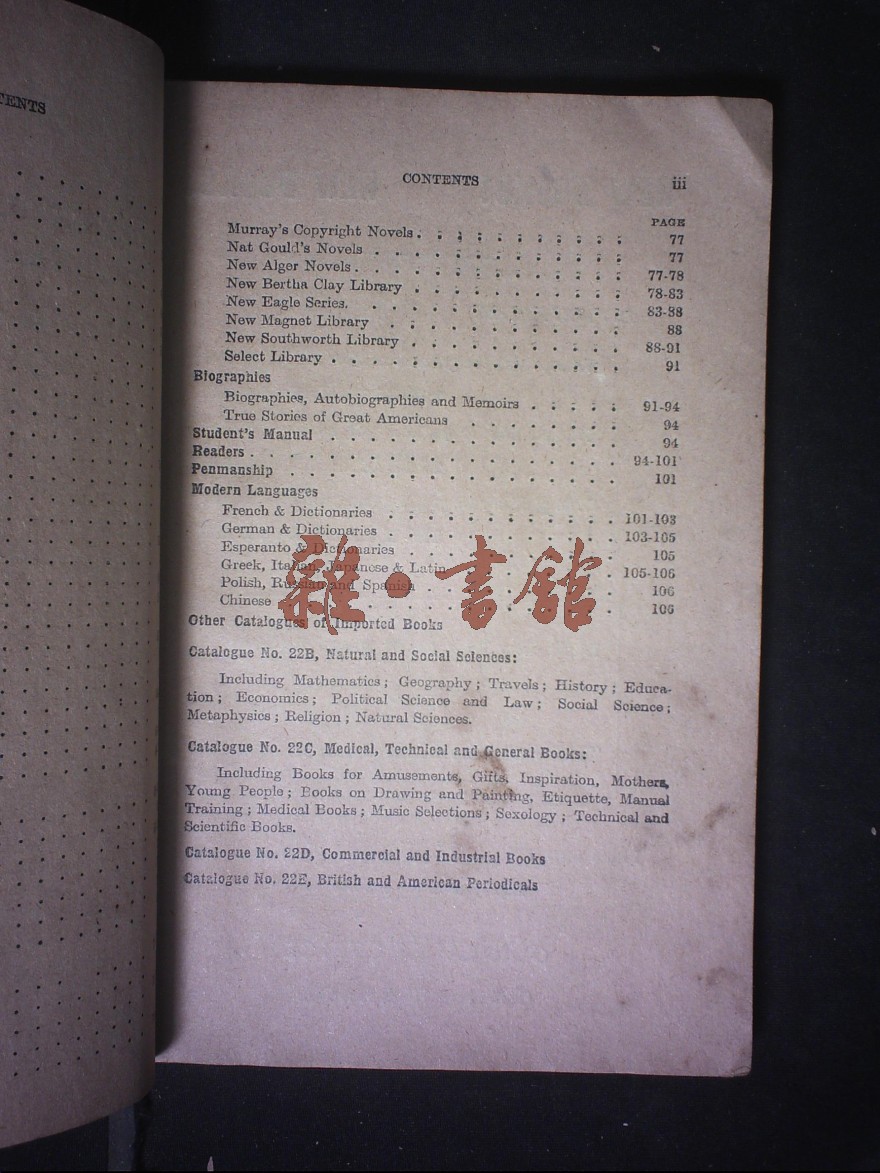 TENTS
CONTENTS iii
PAGE
Murray's Copyright Novels . . . . . . . . . . 77
Nat Gould's Novels . . . . . . . . . . . . 77
New Alger Novels . . . . . . . . . . . . 77-78
New Bertha Clay Library . . . . . . . . . . 78-83
New Eagle Series. . . . . . . . . . . . 83-88
New Magnet Library . . . . . . . . . . . 88
New Southworth Library . . . . . . . . . . 88-91
Select Library . . . . . . . . . . . . . 91
Biographies
Biographies, Autobiographies and Memoirs . . . . . 91-94
True Stories of Great Americans . . . . . . . 94
Student's Manual . . . . . . . . . . . . 94
Readers . . . . . . . . . . . . . . . 94-101
Penmanship . . . . . . . . . . . . . . 101
Modern Languages
French & Dictionaries . . . . . . . . . . . 101-103
German & Dictionaries . . . . . . . . . . . 103-105
Esperanto & Dictionaries . . . . . . . . . . 105
Greek, Italian, Japanese & Latin . . . . . . . . 105-106
Polish, Russian and Spanish . . . . . . . . . 106
Chinese . . . . . . . . . . . . . . . 106
Other Catalogues of Imported Books
Catalogue No. 22B, Natural and Social Sciences:
Including Mathematics ; Geography ; Travels ; History ; Educa-
tion ; Economics ; Political Science and Law ; Social Science ;
Metaphysics ; Religion ; Natural Sciences.
Catalogue No. 22C, Medical, Technical and General Books:
Including Books for Amusements, Gifts, Inspiration, Mothers,
Young People ; Books on Drawing and Painting, Etiquette, Manual
Training ; Medical Books ; Music Selections ; Sexology ; Technical and
Scientific Books.
Catalogue No. 22D, Commercial and Industrial Books
Catalogue No. 22E, British and American Periodicals
雜·書館